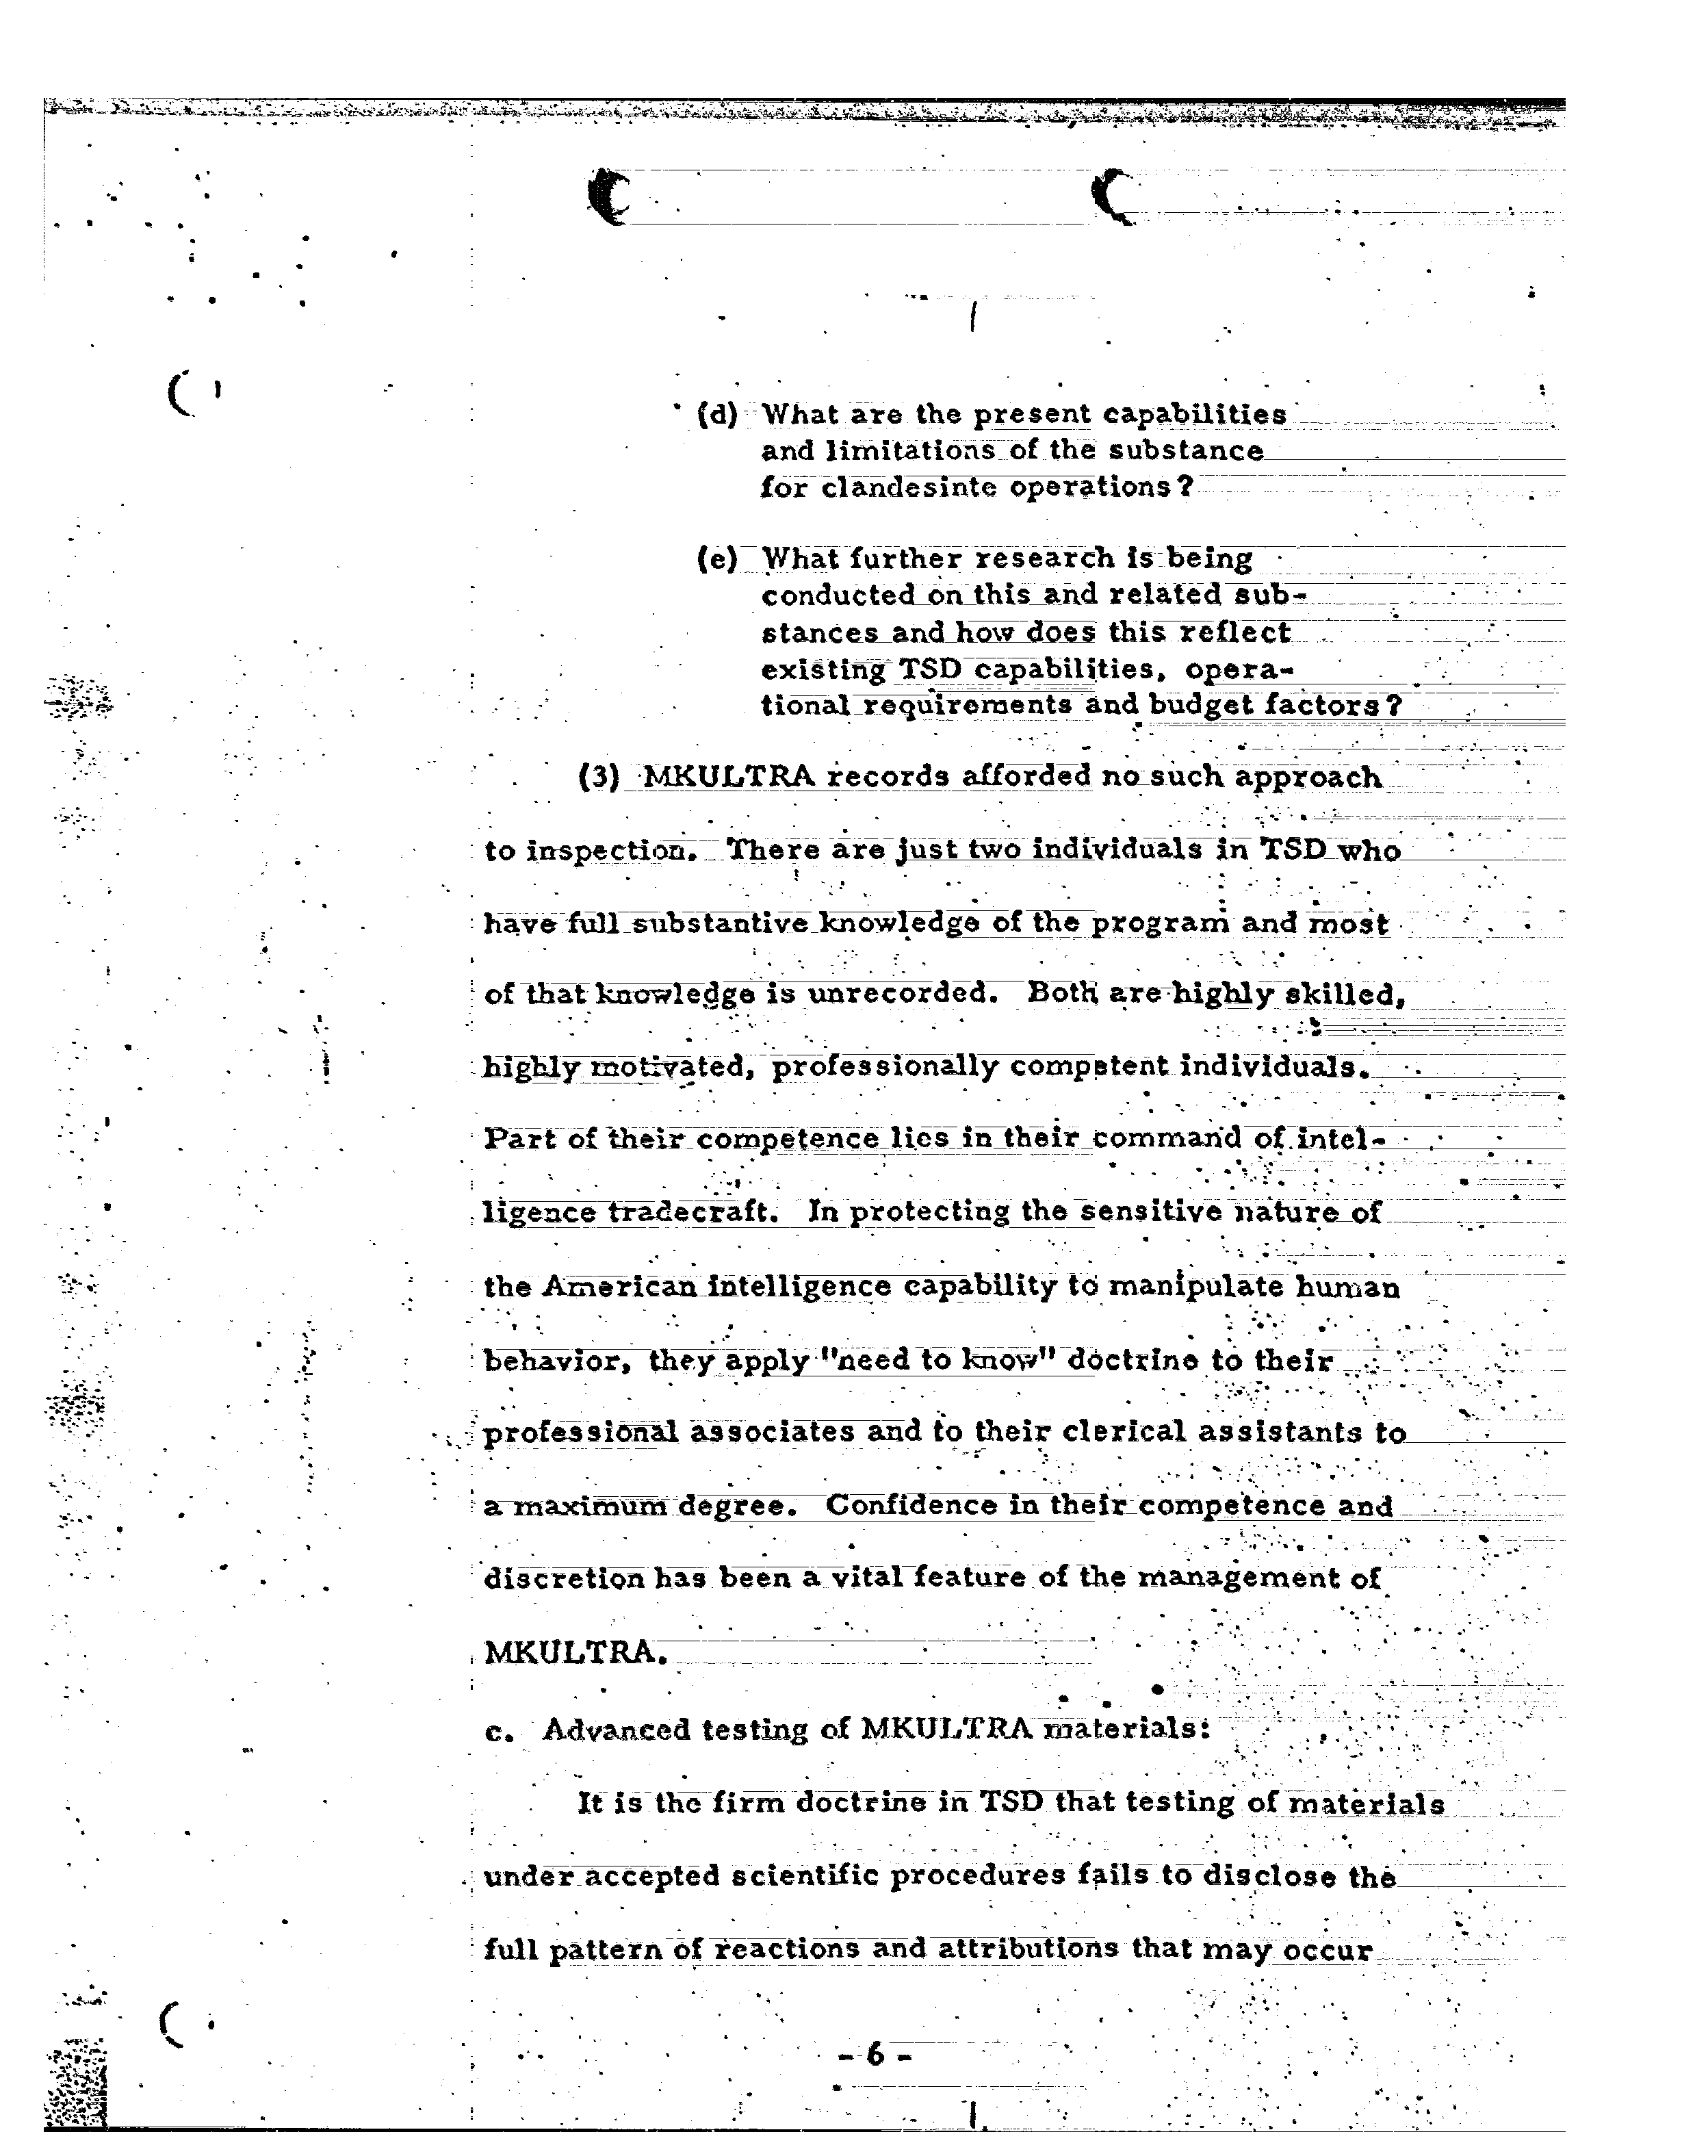 (d) What are the present capabilities
and limitations of the substance
for clandesinte operations?
(e) What further research is being
conducted on this and related sub-
stances and how does this reflect
existing TSD capabilities, opera-
tional requirements and budget factors?
(3) MKULTRA records afforded no such approach
to inspection. There are just two individuals in TSD who
have full substantive knowledge of the program and most
of that knowledge is unrecorded. Both are highly skilled,
highly motivated, professionally competent individuals.
Part of their competence lies in their command of intel-
ligence tradecraft. In protecting the sensitive nature of
the American intelligence capability to manipulate human
behavior, they apply "need to know" doctrine to their
professional associates and to their clerical assistants to
a maximum degree. Confidence in their competence and
discretion has been a vital feature of the management of
MKULTRA.
c. Advanced testing of MKULTRA materials:
It is the firm doctrine in TSD that testing of materials
under accepted scientific procedures fails to disclose the
full pattern of reactions and attributions that may occur
- 6 -